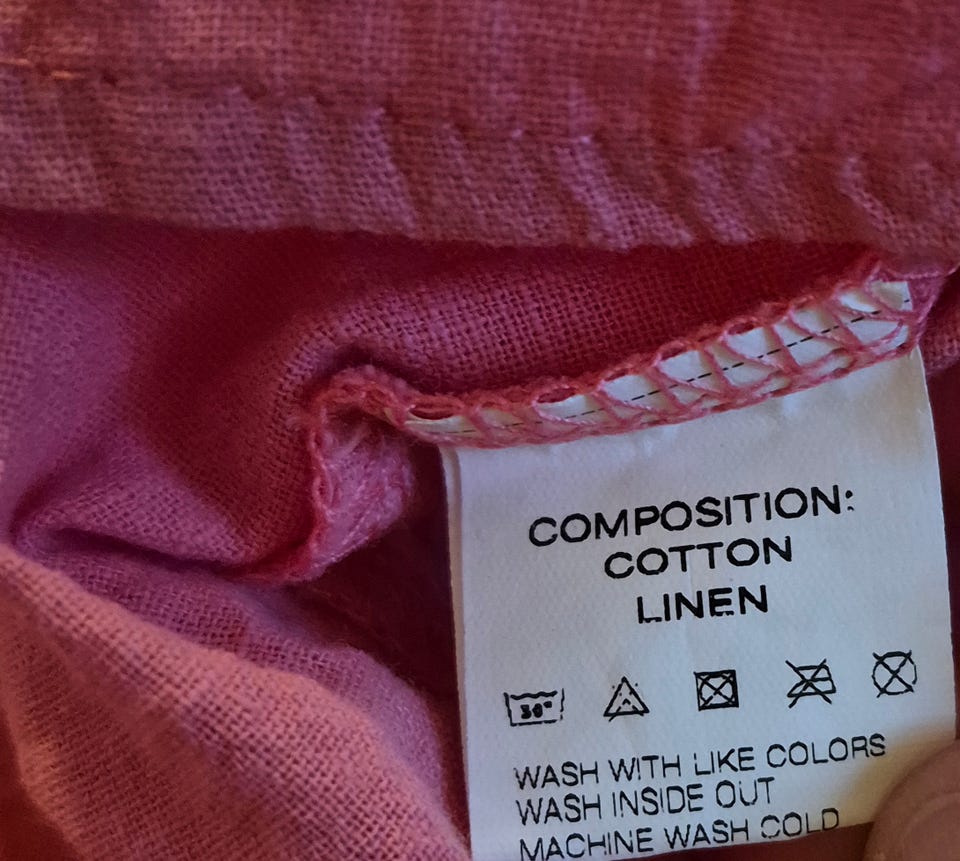 COMPOSITION:
COTTON
LINEN
30°
WASH WITH LIKE COLORS
WASH INSIDE OUT
MACHINE WASH COLD